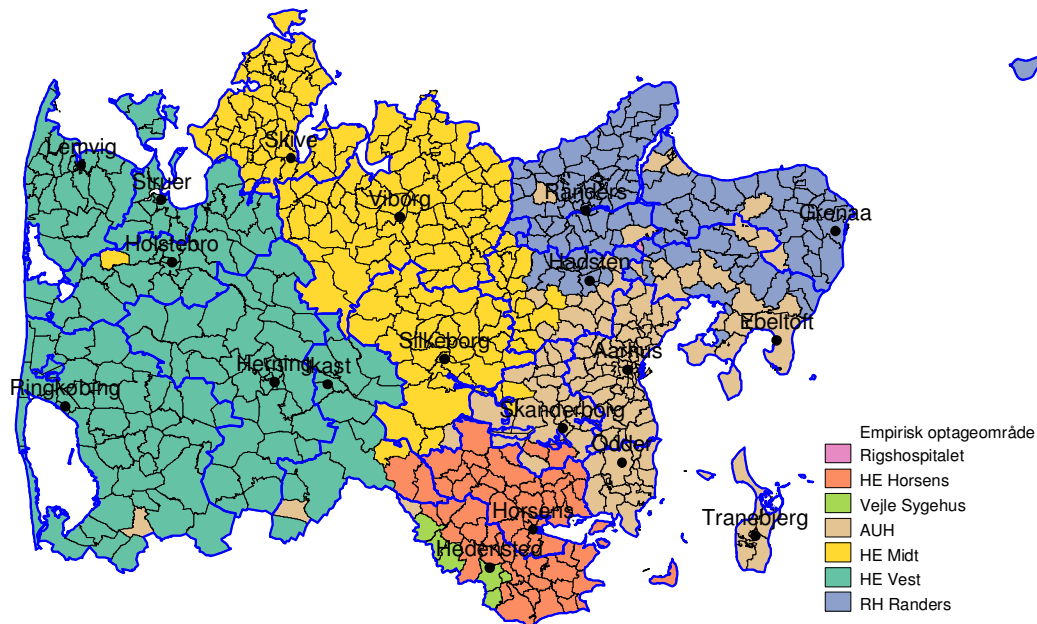 Lemvig
Skive
Struer
Viborg
Randers
Grenaa
Holstebro
Hadsten
Ebeltoft
Silkeborg
Aarhus
Herning
Ikast
Ringkøbing
Skanderborg
Odder
Horsens
Tranebjerg
Hedensted
Empirisk optageområde
Rigshospitalet
HE Horsens
Vejle Sygehus
AUH
HE Midt
HE Vest
RH Randers